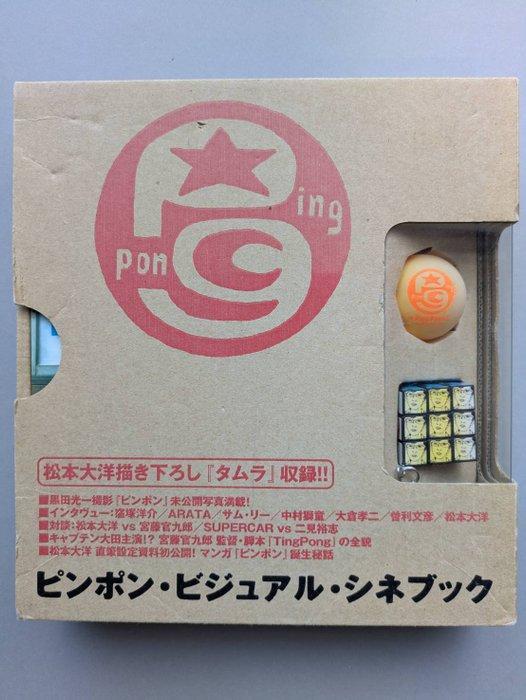 Ping
pong
松本大洋描き下ろし『タムラ』収録!!
■黒田光一撮影『ピンポン』未公開写真満載!
■インタヴュー:窪塚洋介／ARATA／サム・リー／中村獅童／大倉孝二／曽利文彦／松本大洋
■対談:松本大洋 vs 宮藤官九郎／SUPERCAR vs 二見裕志
■キャプテン大田主演!? 宮藤官九郎 監督・脚本『TingPong』の全貌
■松本大洋 直筆設定資料初公開! マンガ『ピンポン』誕生秘話
ピンポン・ビジュアル・シネブック